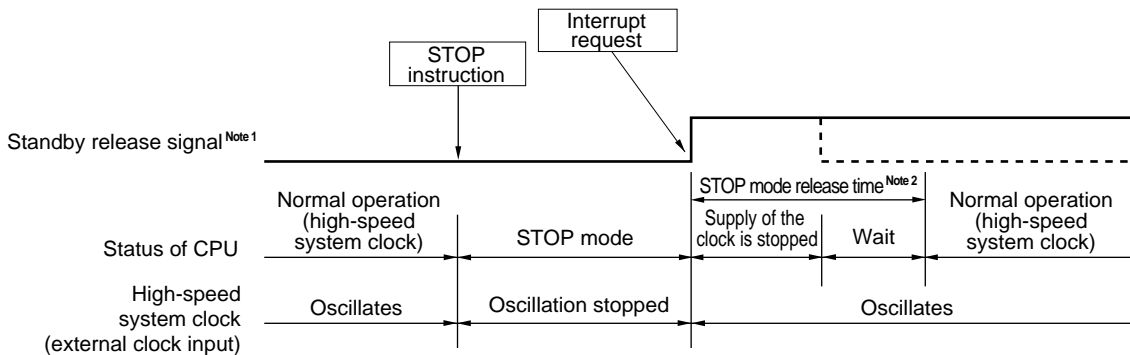 Interrupt
request
STOP
instruction
Standby release signal Note 1
STOP mode release time Note 2
Normal operation
(high-speed
system clock)
Supply of the
clock is stopped
Normal operation
(high-speed
system clock)
Status of CPU
STOP mode
Wait
High-speed
system clock
(external clock input)
Oscillates
Oscillation stopped
Oscillates